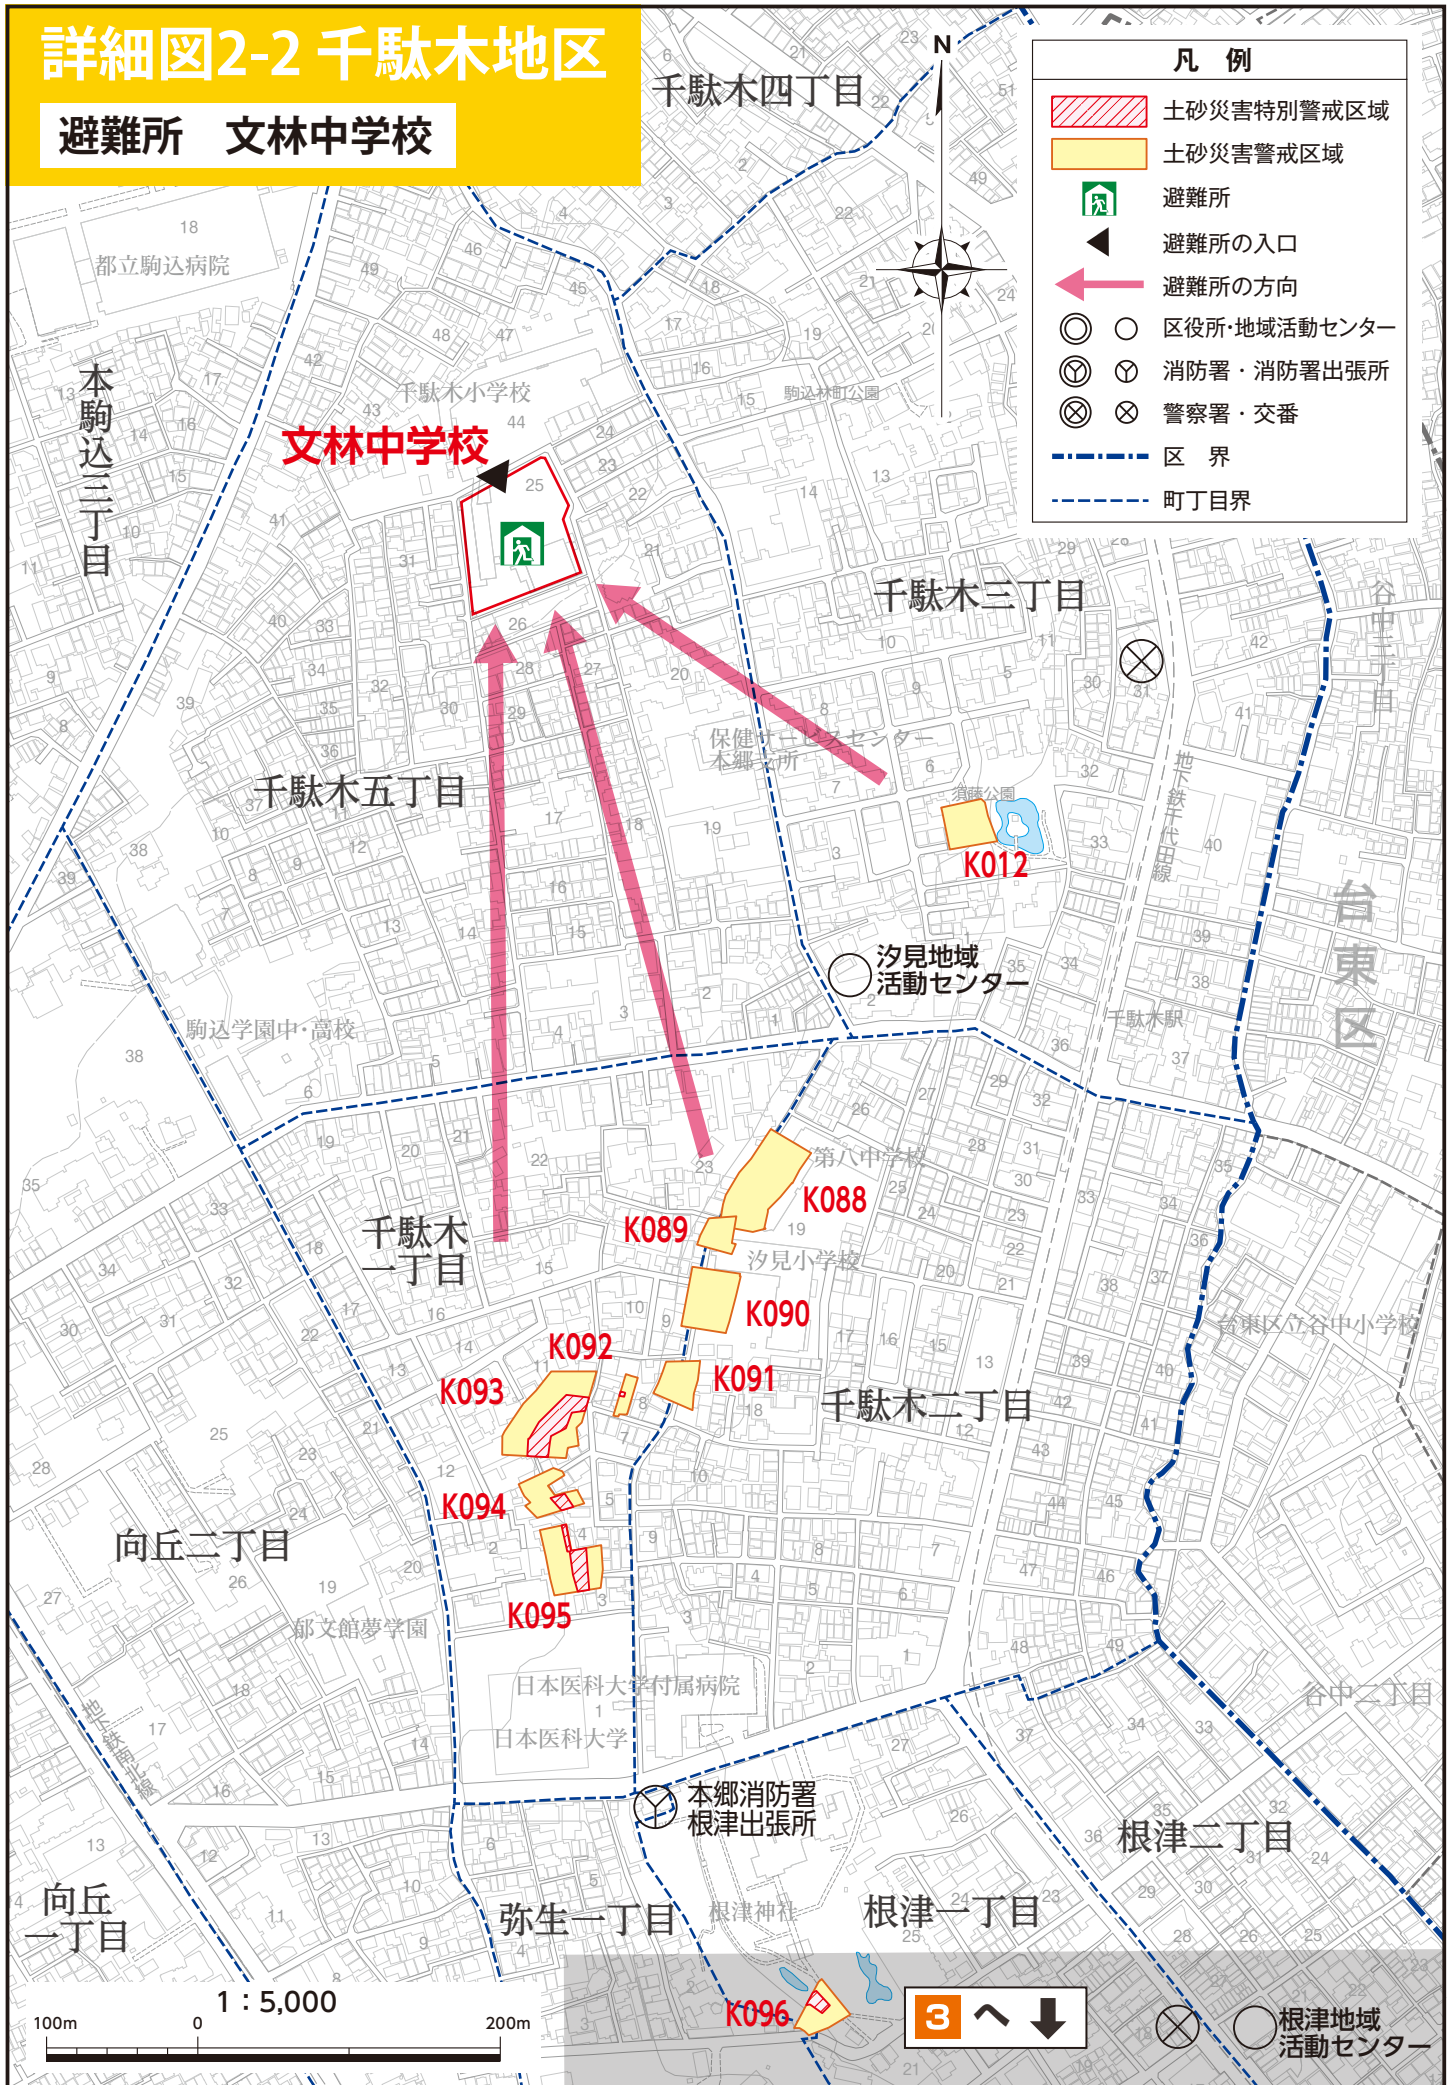 詳細図2-2 千駄木地区
避難所　文林中学校
凡 例
土砂災害特別警戒区域
土砂災害警戒区域
避難所
避難所の入口
避難所の方向
区役所・地域活動センター
消防署・消防署出張所
警察署・交番
区 界
町丁目界
N
千駄木四丁目
都立駒込病院
本駒込三丁目
千駄木小学校
駒込林町公園
文林中学校
千駄木三丁目
谷中三丁目
保健サービスセンター
本郷支所
千駄木五丁目
須藤公園
K012
地下鉄千代田線
台東区
汐見地域
活動センター
駒込学園中・高校
千駄木駅
第八中学校
K088
K089
千駄木
一丁目
汐見小学校
K090
台東区立谷中小学校
K092
K091
K093
千駄木二丁目
K094
向丘二丁目
K095
郁文館夢学園
日本医科大学付属病院
日本医科大学
谷中二丁目
地下鉄南北線
本郷消防署
根津出張所
根津二丁目
向丘
一丁目
弥生一丁目
根津神社
根津一丁目
K096
3 へ
根津地域
活動センター
1：5,000
100m 0 200m